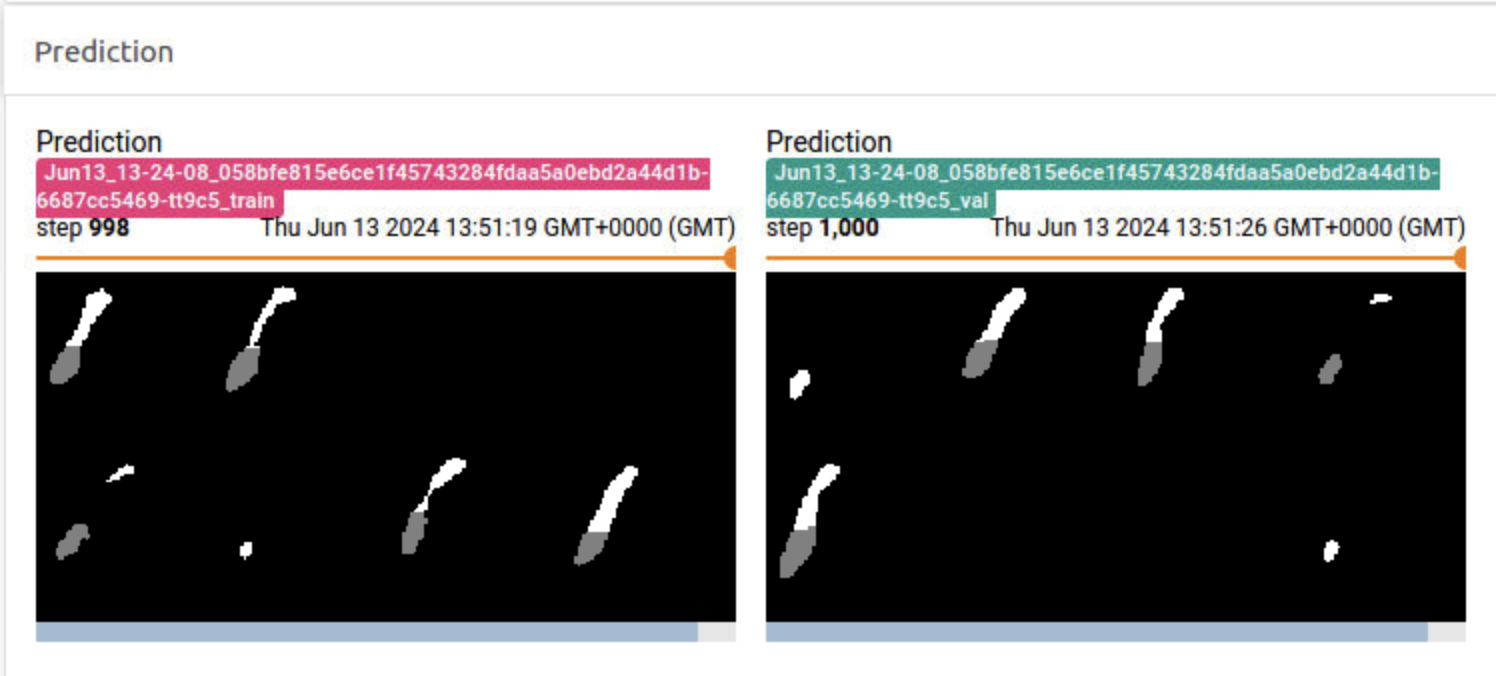 Prediction
Prediction
Jun13_13-24-08_058bfe815e6ce1f45743284fdaa5a0ebd2a44d1b-
6687cc5469-tt9c5_train
step 998 Thu Jun 13 2024 13:51:19 GMT+0000 (GMT)
Prediction
Jun13_13-24-08_058bfe815e6ce1f45743284fdaa5a0ebd2a44d1b-
6687cc5469-tt9c5_val
step 1,000 Thu Jun 13 2024 13:51:26 GMT+0000 (GMT)